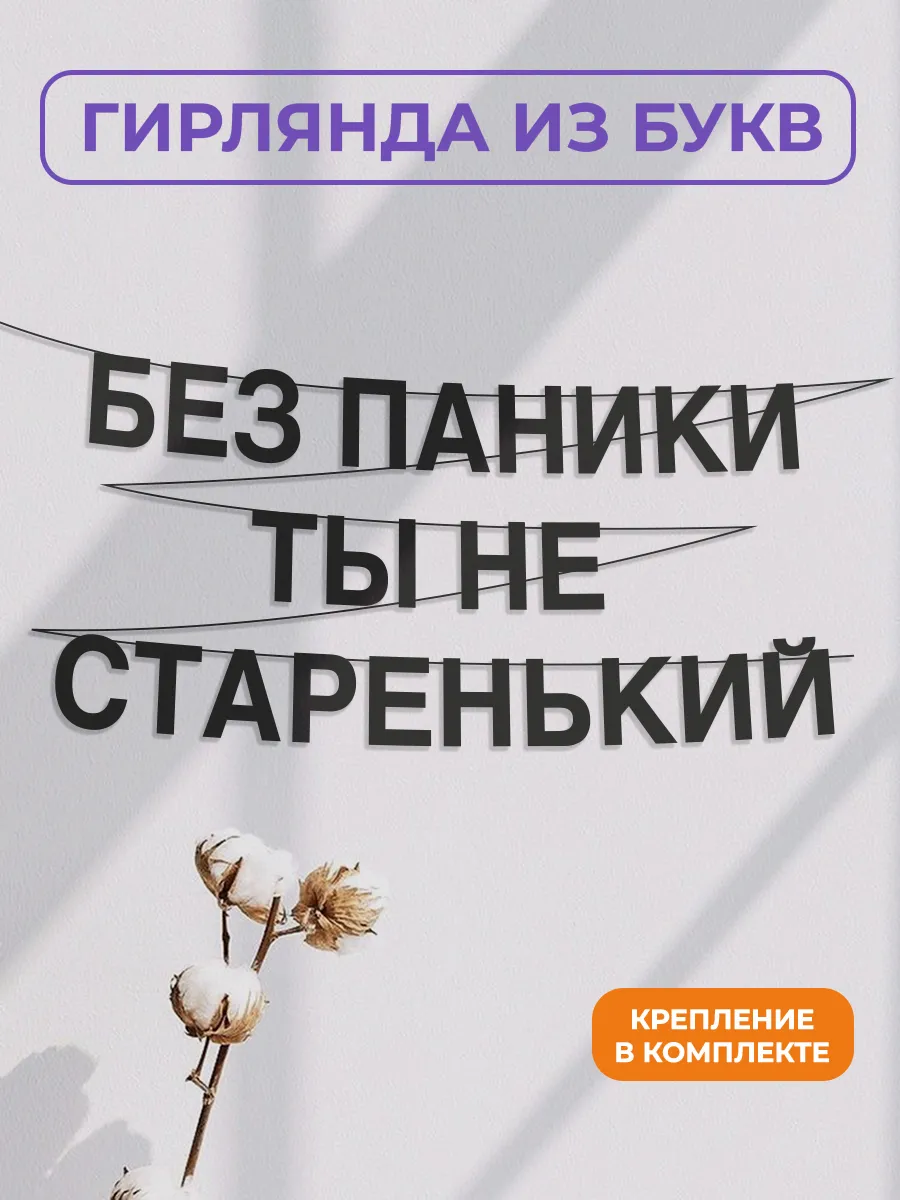 ГИРЛЯНДА ИЗ БУКВ
БЕЗ ПАНИКИ
ТЫ НЕ
СТАРЕНЬКИЙ
КРЕПЛЕНИЕ
В КОМПЛЕКТЕ